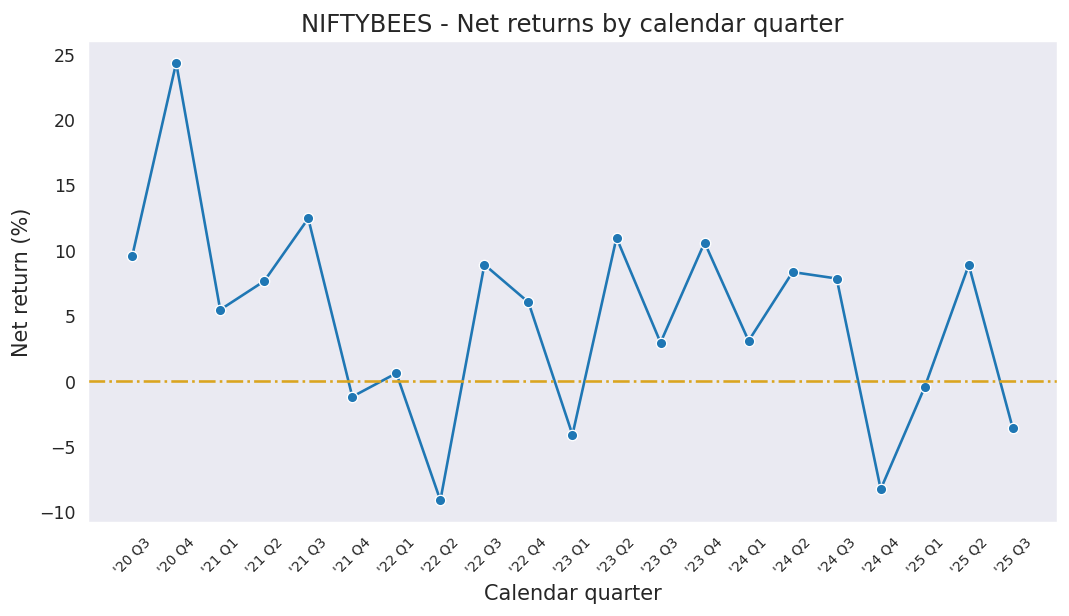 NIFTYBEES - Net returns by calendar quarter
Net return (%)
25
20
15
10
5
0
−5
−10
'20 Q3
'20 Q4
'21 Q1
'21 Q2
'21 Q3
'21 Q4
'22 Q1
'22 Q2
'22 Q3
'22 Q4
'23 Q1
'23 Q2
'23 Q3
'23 Q4
'24 Q1
'24 Q2
'24 Q3
'24 Q4
'25 Q1
'25 Q2
'25 Q3
Calendar quarter